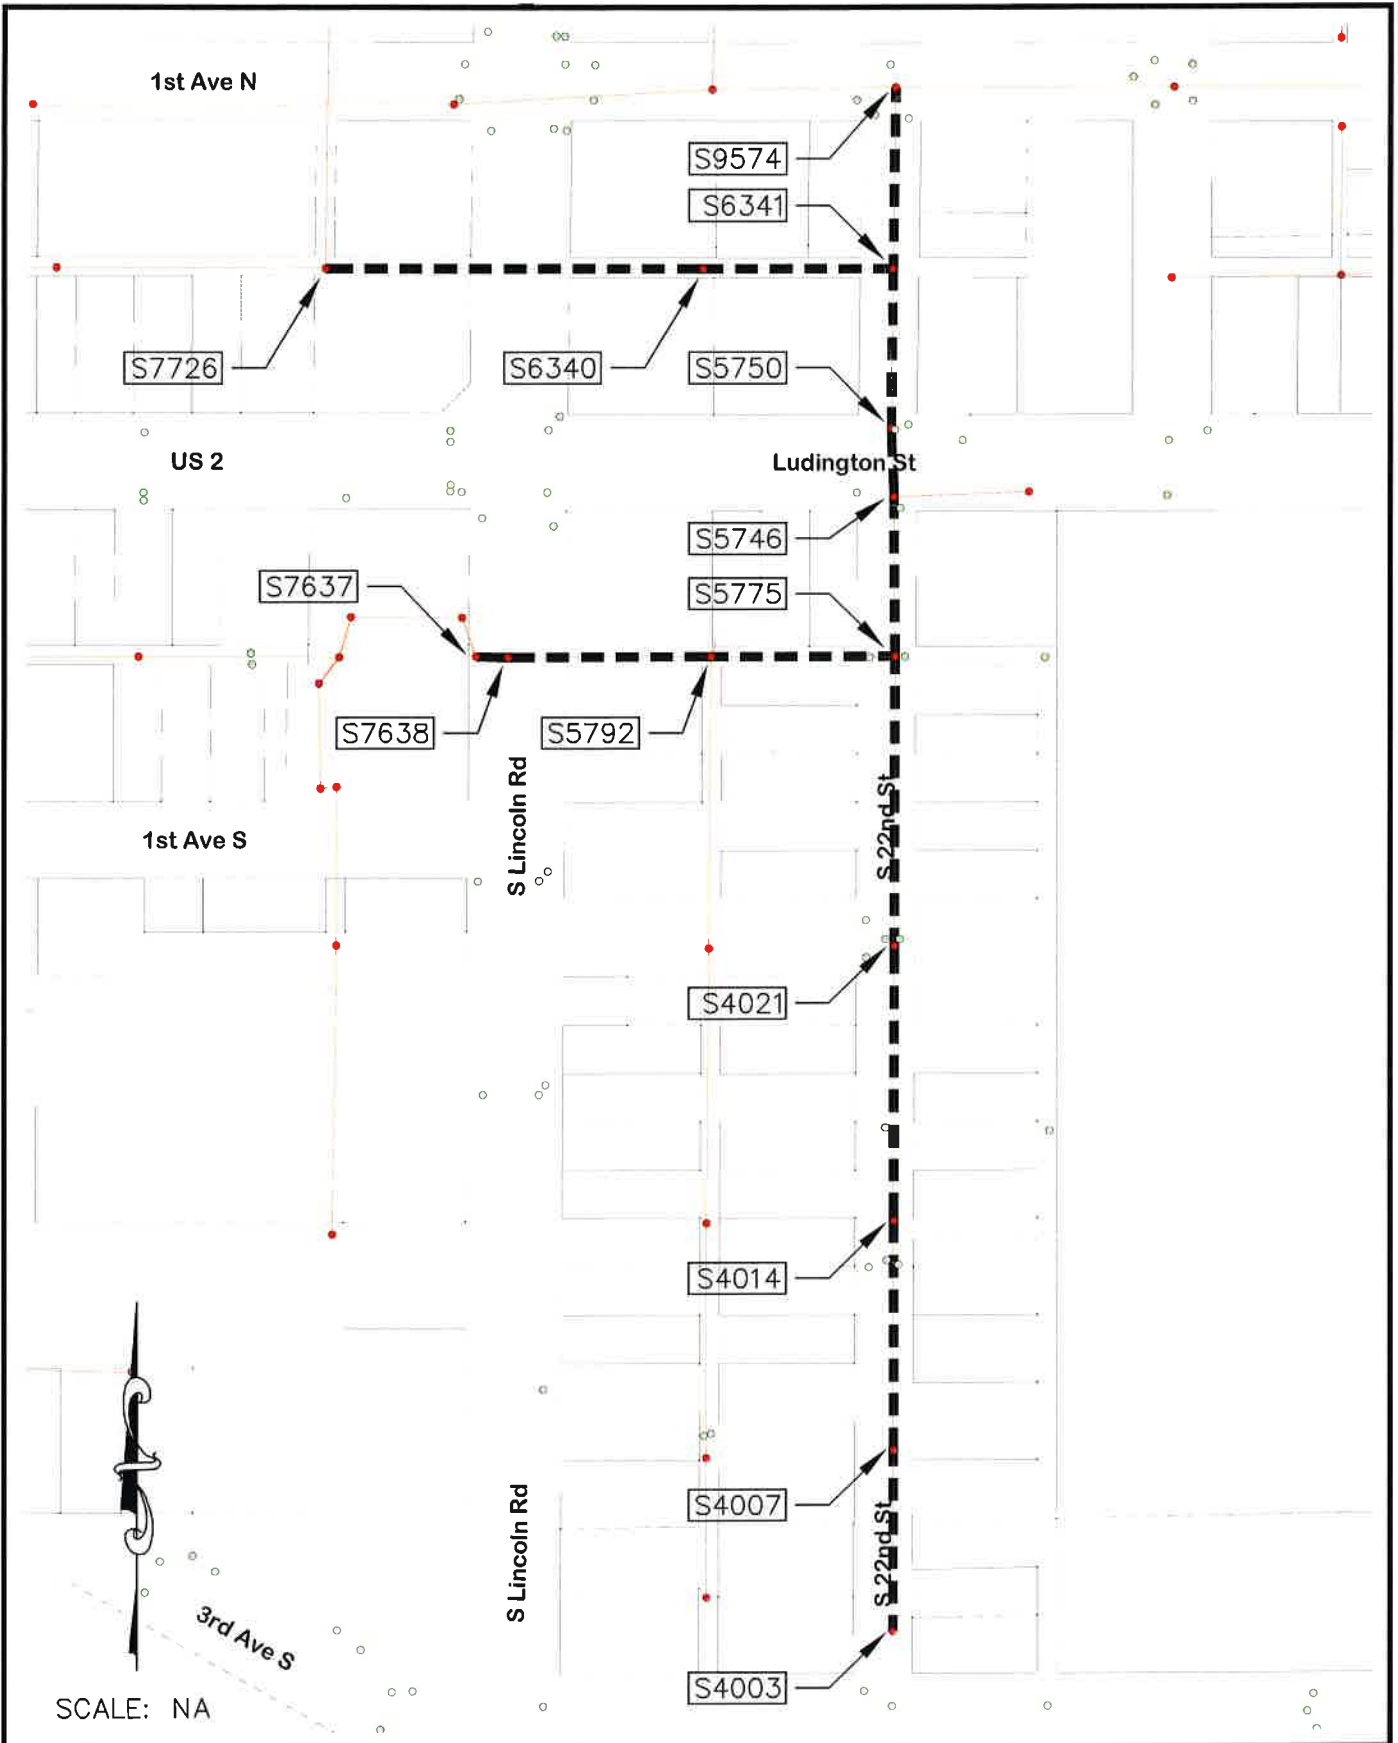 1st Ave N
S9574
S6341
S7726
S6340
S5750
US 2
Ludington St
S5746
S7637
S5775
S7638
S5792
S Lincoln Rd
S 22nd St
1st Ave S
S4021
S4014
S Lincoln Rd
S4007
S 22nd St
3rd Ave S
S4003
SCALE: NA